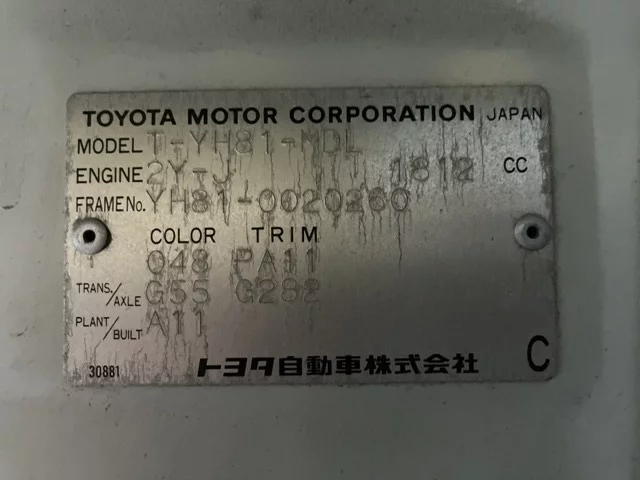 TOYOTA MOTOR CORPORATION JAPAN
MODEL T-YH81-MDL
ENGINE 2Y-J 1812 CC
FRAME No. YH81-0020260
COLOR TRIM
048 PA11
TRANS./AXLE G55 G282
PLANT/BUILT A11
30881 トヨタ自動車株式会社 C